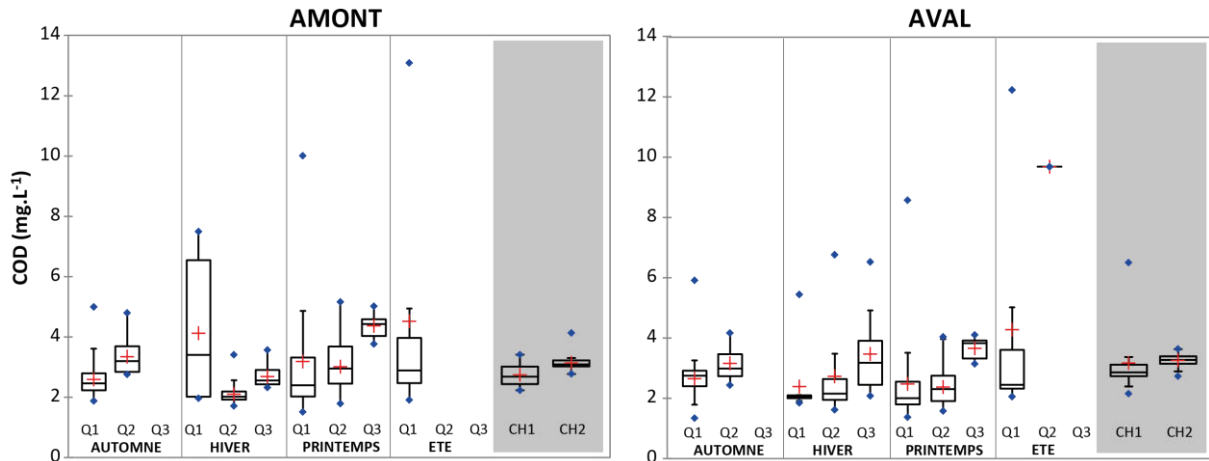 AMONT
AVAL
COD (mg.L⁻¹)
14
12
10
8
6
4
2
0
Q1 Q2 Q3 Q1 Q2 Q3 Q1 Q2 Q3 Q1 Q2 Q3 CH1 CH2
AUTOMNE HIVER PRINTEMPS ETE
14
12
10
8
6
4
2
0
Q1 Q2 Q3 Q1 Q2 Q3 Q1 Q2 Q3 Q1 Q2 Q3 CH1 CH2
AUTOMNE HIVER PRINTEMPS ETE